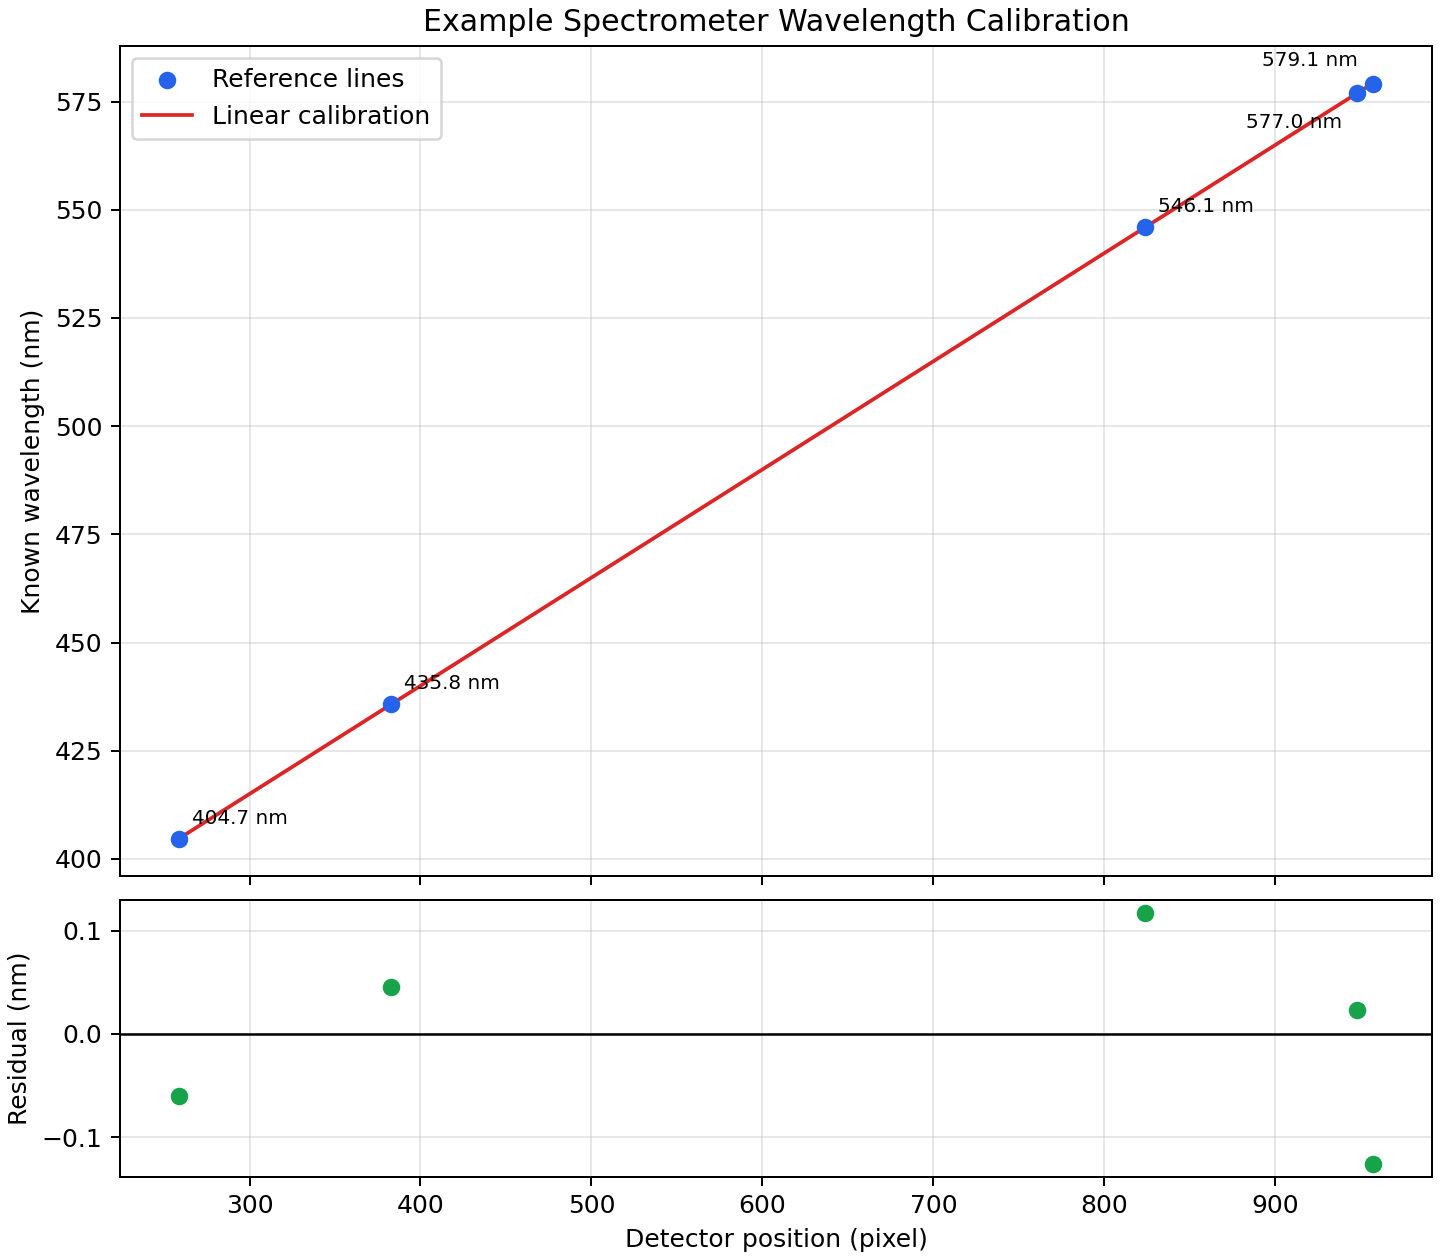 Example Spectrometer Wavelength Calibration
Reference lines
Linear calibration
579.1 nm
577.0 nm
546.1 nm
435.8 nm
404.7 nm
Known wavelength (nm)
575
550
525
500
475
450
425
400
Residual (nm)
0.1
0.0
−0.1
300 400 500 600 700 800 900
Detector position (pixel)